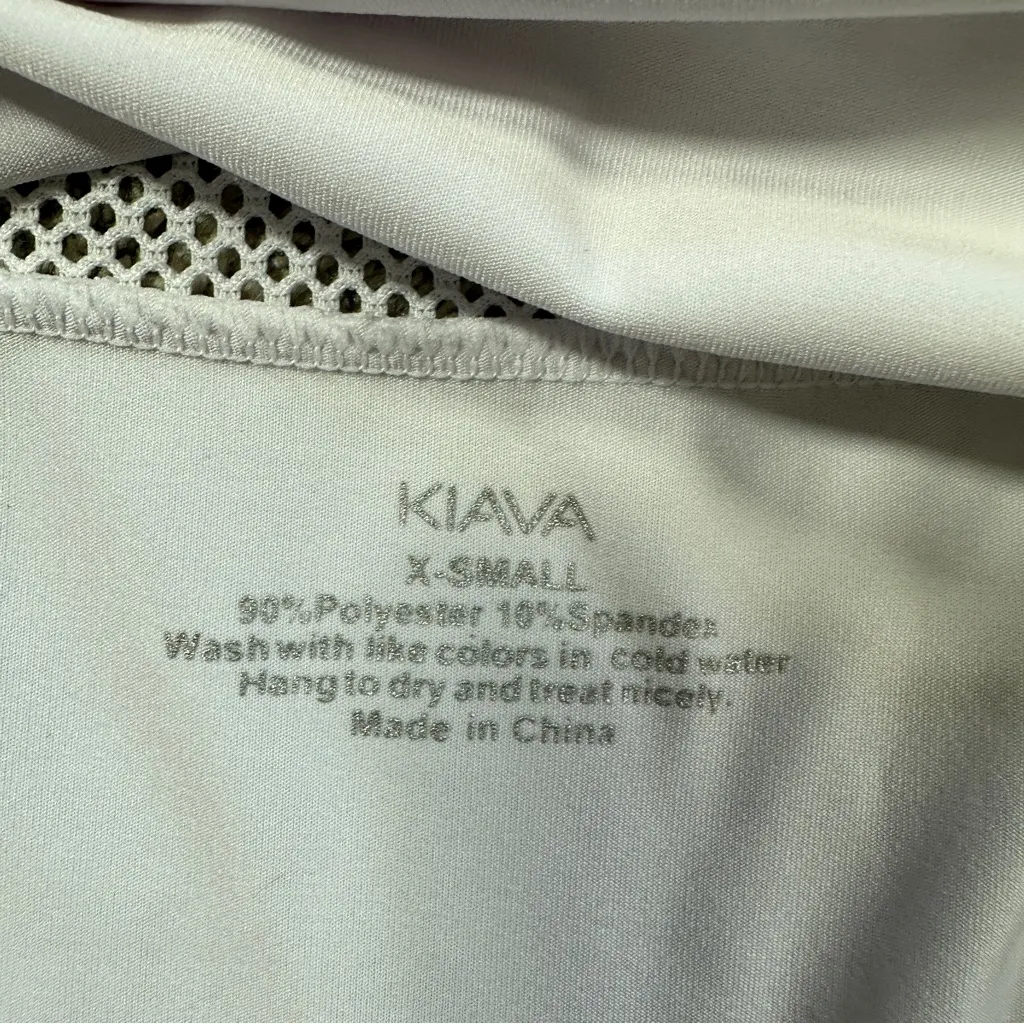 KIAVA
X-SMALL
90%Polyester 10%Spandex
Wash with like colors in cold water
Hang to dry and treat nicely.
Made in China